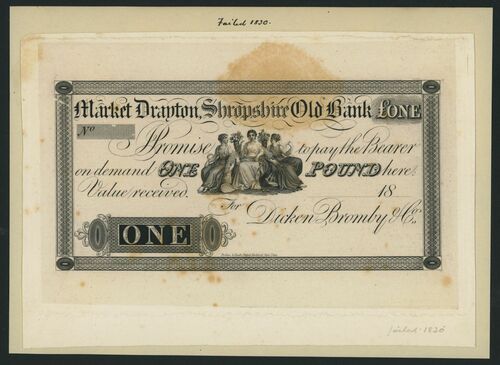 Failed 1830.
Market Drayton, Shropshire Old Bank £ONE
No
I Promise to pay the Bearer
on demand ONE POUND here,
Value received. 18
For Dicken Bromby & Co.
ONE
failed 1830